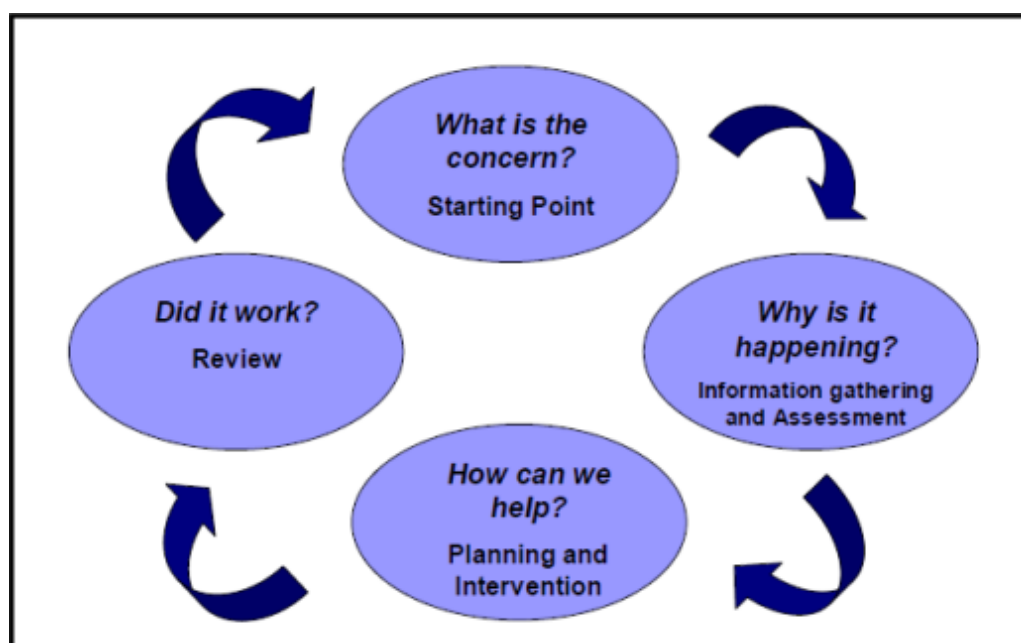 What is the
concern?
Starting Point
Why is it
happening?
Information gathering
and Assessment
How can we
help?
Planning and
Intervention
Did it work?
Review